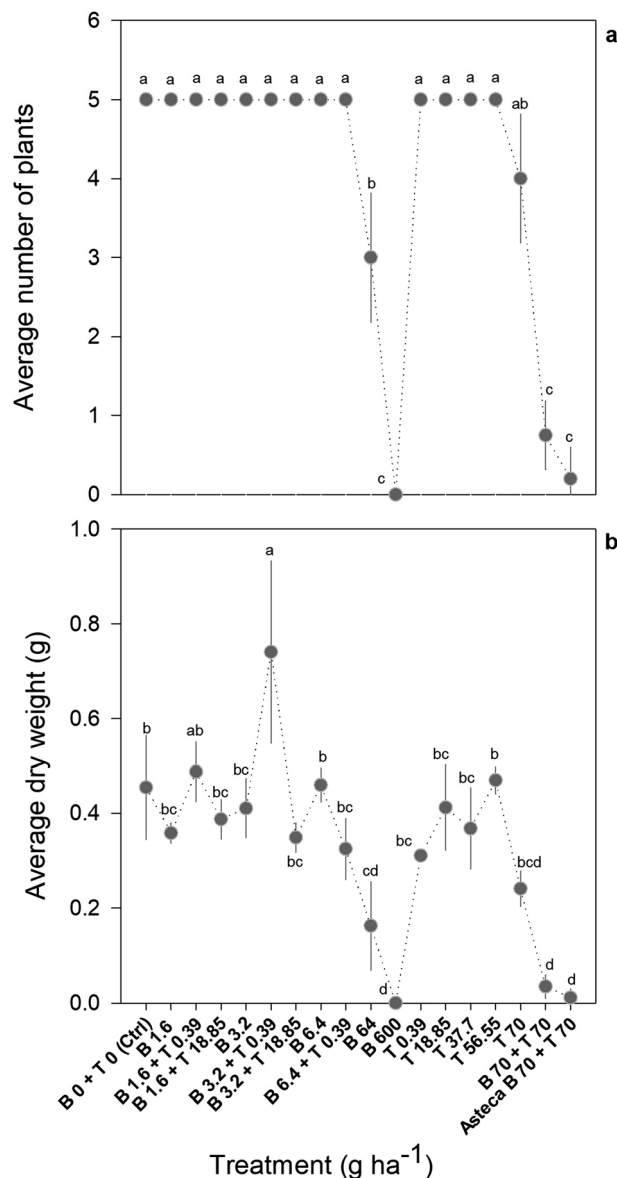 a
6
a a a a a a a a a a a a a
ab
5
b
4
3
2
c
1
c
c
0
Average number of plants
b
1.0
a
0.8
b ab b b
0.6
bc bc bc bc bc bc bc
bcd
0.4
bc
cd
0.2
d d
d
0.0
Average dry weight (g)
B 0 + T 0 (Ctrl)
B 1.6
B 1.6 + T 0.39
B 1.6 + T 18.85
B 3.2
B 3.2 + T 0.39
B 3.2 + T 18.85
B 6.4
B 6.4 + T 0.39
B 64
B 600
T 0.39
T 18.85
T 37.7
T 56.55
T 70
B 70 + T 70
Asteca B 70 + T 70
Treatment (g ha⁻¹)